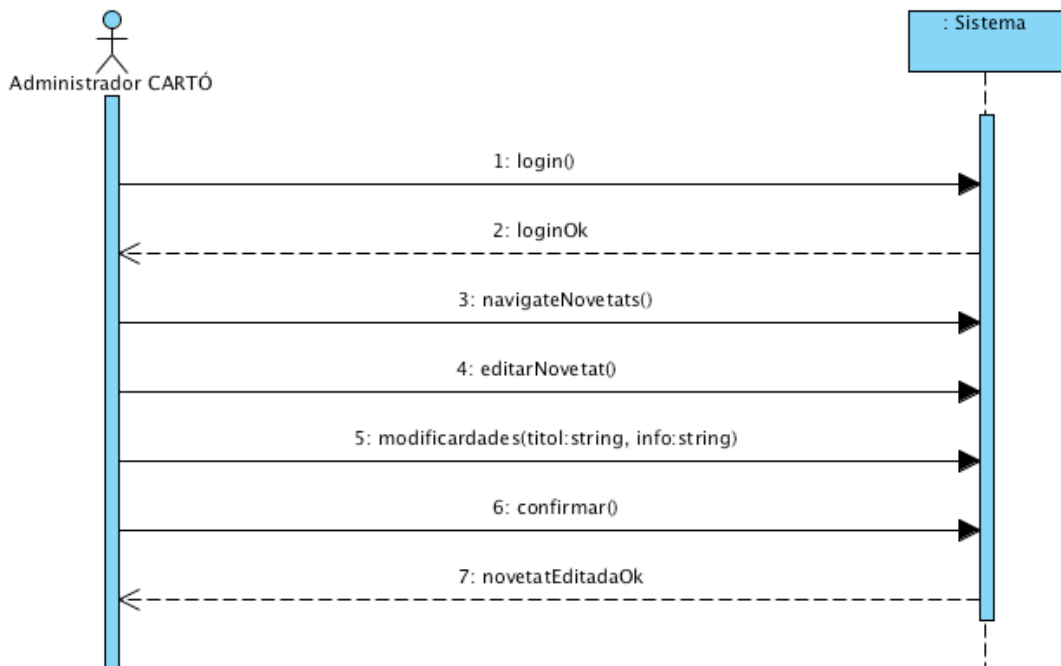 : Sistema
Administrador CARTÓ
1: login()
2: loginOk
3: navigateNovetats()
4: editarNovetat()
5: modificardades(titol:string, info:string)
6: confirmar()
7: novetatEditadaOk